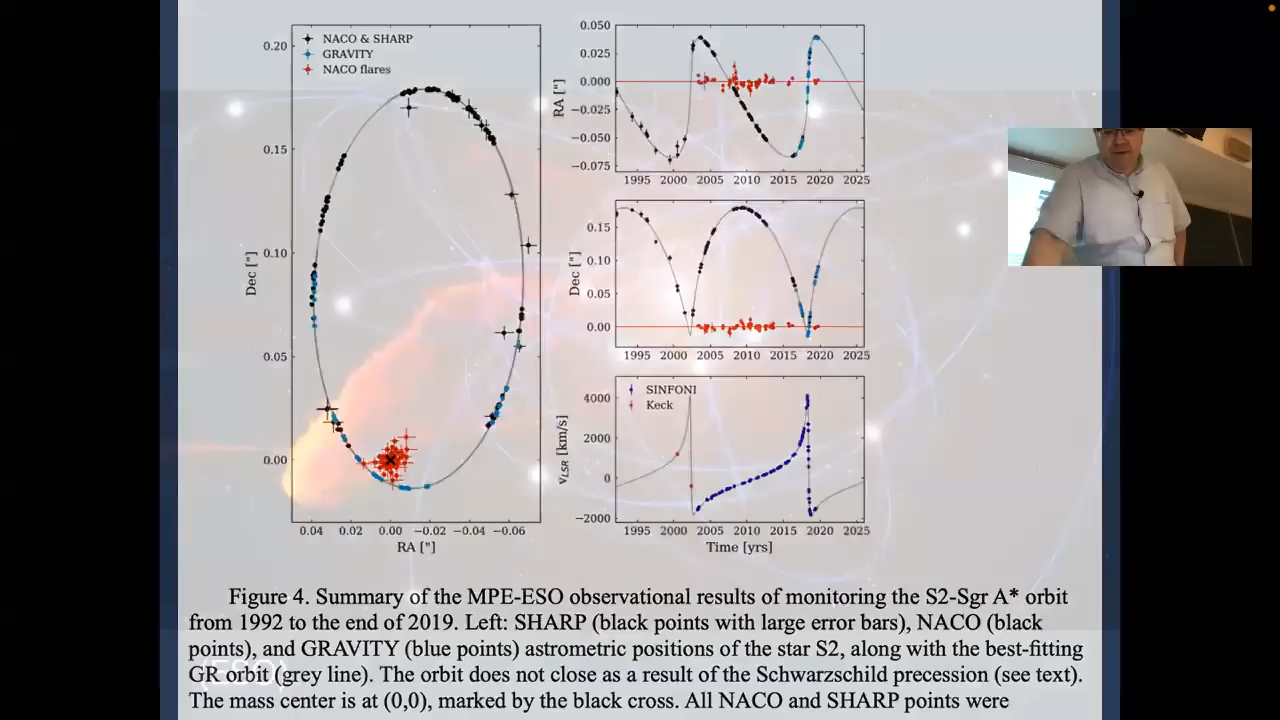 NACO & SHARP
GRAVITY
NACO flares
0.20
0.15
0.10
0.05
0.00
Dec ["]
0.04 0.02 0.00 −0.02 −0.04 −0.06
RA ["]
0.050
0.025
0.000
−0.025
−0.050
−0.075
RA ["]
1995 2000 2005 2010 2015 2020 2025
0.15
0.10
0.05
0.00
Dec ["]
1995 2000 2005 2010 2015 2020 2025
SINFONI
Keck
4000
2000
0
−2000
vLSR [km/s]
1995 2000 2005 2010 2015 2020 2025
Time [yrs]
Figure 4. Summary of the MPE-ESO observational results of monitoring the S2-Sgr A* orbit
from 1992 to the end of 2019. Left: SHARP (black points with large error bars), NACO (black
points), and GRAVITY (blue points) astrometric positions of the star S2, along with the best-fitting
GR orbit (grey line). The orbit does not close as a result of the Schwarzschild precession (see text).
The mass center is at (0,0), marked by the black cross. All NACO and SHARP points were
(ESO)